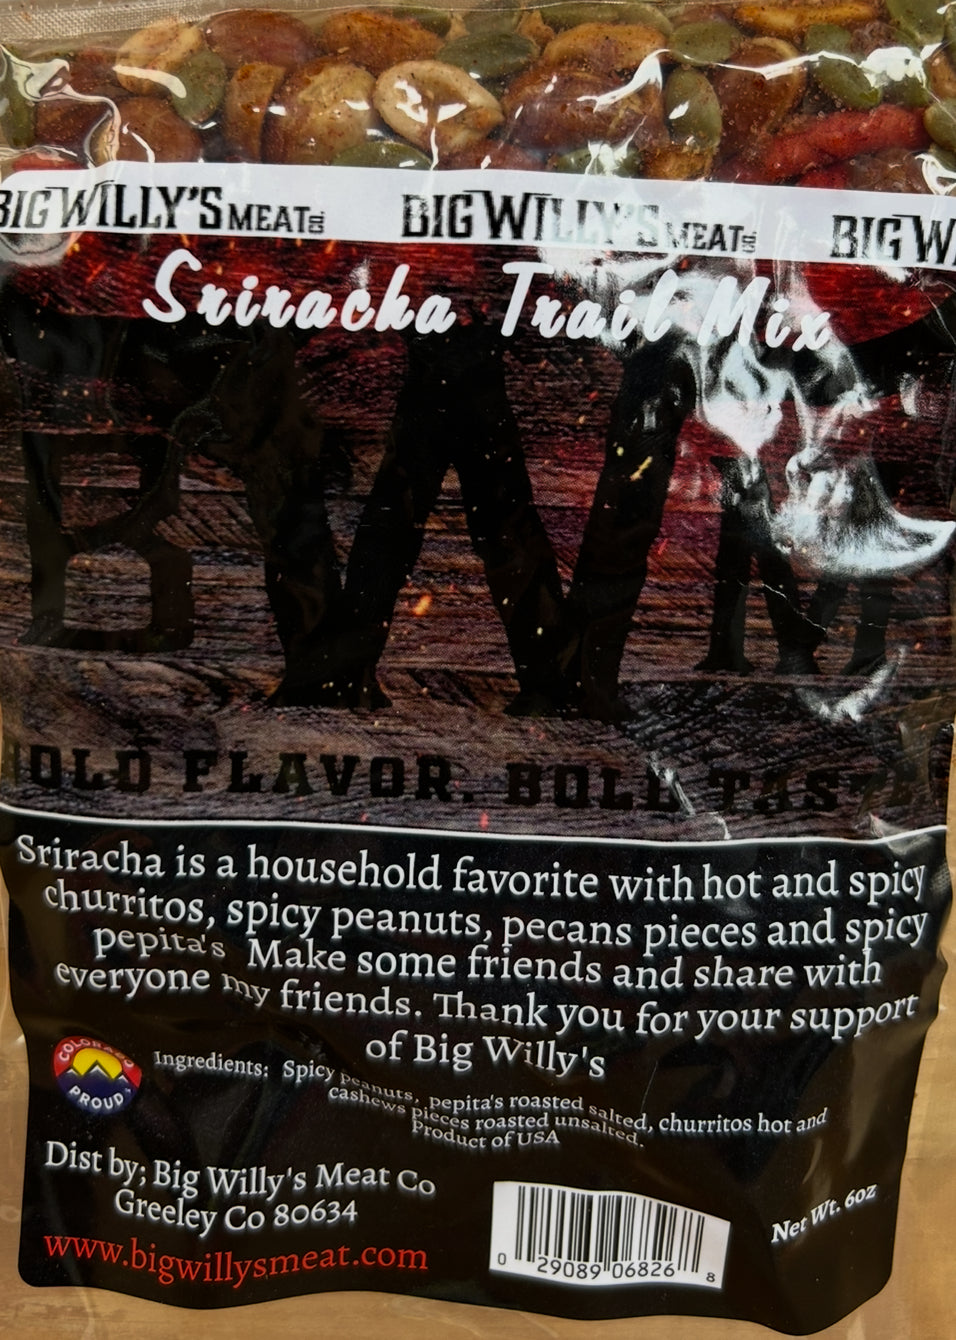 BIG WILLY'S MEAT CO. BIG WILLY'S MEAT CO. BIG W
Sriracha Trail Mix
BW
BOLD FLAVOR. BOLD TASTE
Sriracha is a household favorite with hot and spicy
churritos, spicy peanuts, pecans pieces and spicy
pepita's Make some friends and share with
everyone my friends. Thank you for your support
of Big Willy's
COLORADO
PROUD
Ingredients: Spicy peanuts, pepita's roasted salted, churritos hot and
cashews pieces roasted unsalted.
Product of USA
Dist by; Big Willy's Meat Co
Greeley Co 80634
www.bigwillysmeat.com
0 29089 06826 8
Net Wt. 6oz